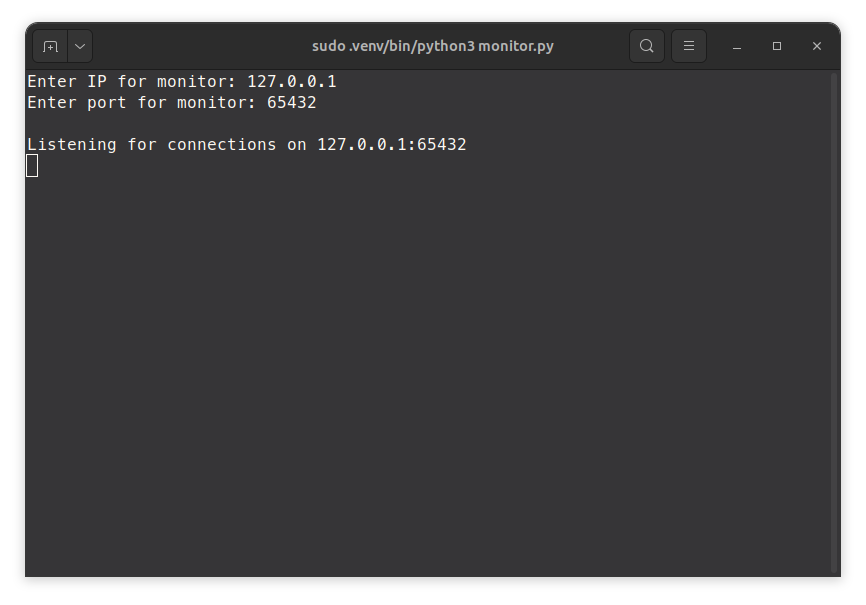 sudo .venv/bin/python3 monitor.py
Enter IP for monitor: 127.0.0.1
Enter port for monitor: 65432
Listening for connections on 127.0.0.1:65432